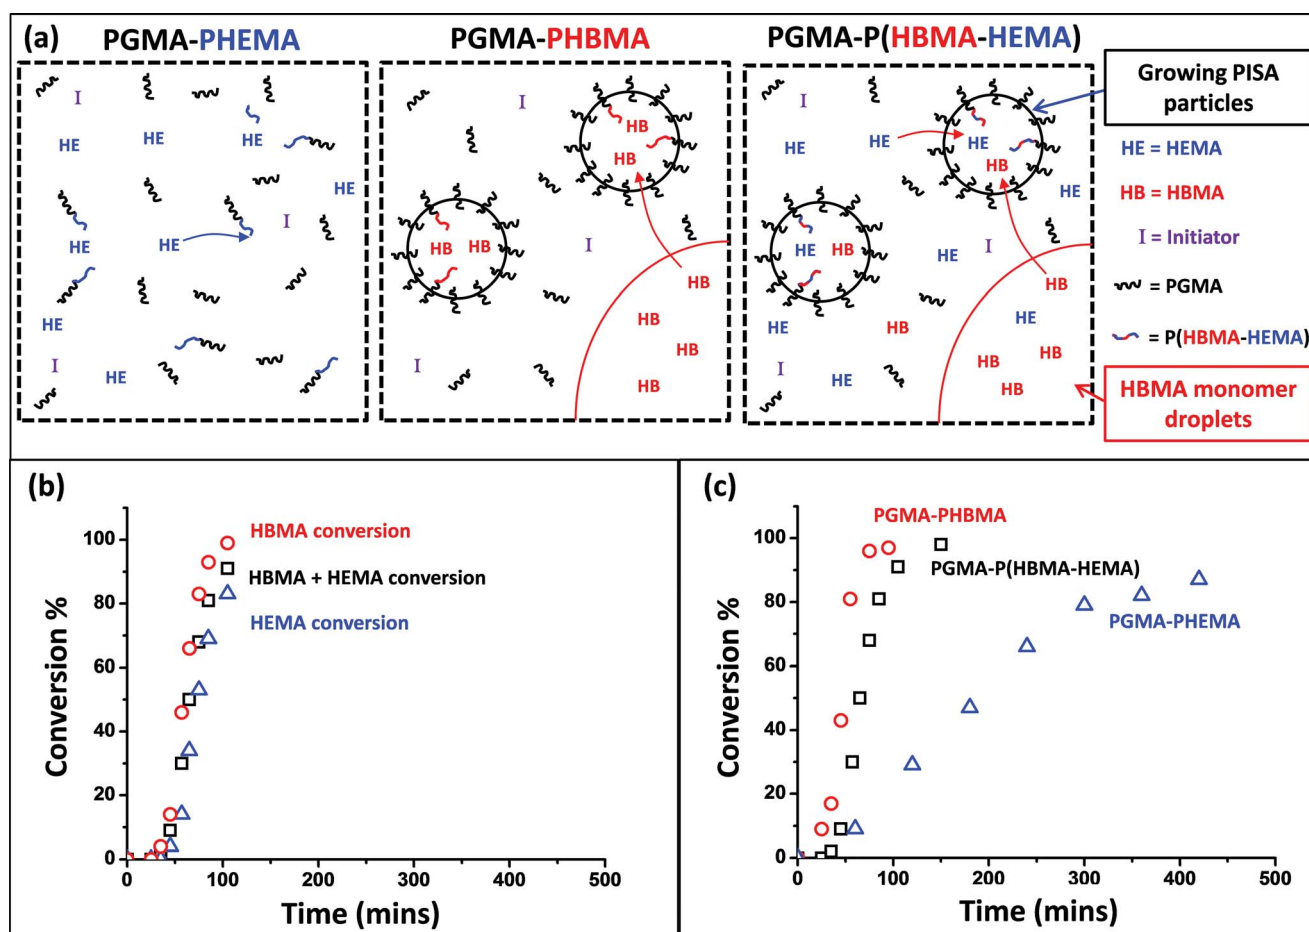 (a)
PGMA-PHEMA
PGMA-PHBMA
PGMA-P(HBMA-HEMA)
I
HE
HE
HE
HE
HE
HE
I
HE
I
HE
I
HB
HB
HB
HB
I
HB
HB
HB
HB
I
HB
I
HE
HE
HE
HB
HE
HE
HB
HE
I
HB
HE
HB
HE
HB
HB
I
HE
HB
Growing PISA
particles
HE = HEMA
HB = HBMA
I = Initiator
= PGMA
= P(HBMA-HEMA)
HBMA monomer
droplets
(b)
HBMA conversion
HBMA + HEMA conversion
HEMA conversion
Conversion %
100
80
60
40
20
0
0 100 200 300 400 500
Time (mins)
(c)
PGMA-PHBMA
PGMA-P(HBMA-HEMA)
PGMA-PHEMA
Conversion %
100
80
60
40
20
0
0 100 200 300 400 500
Time (mins)